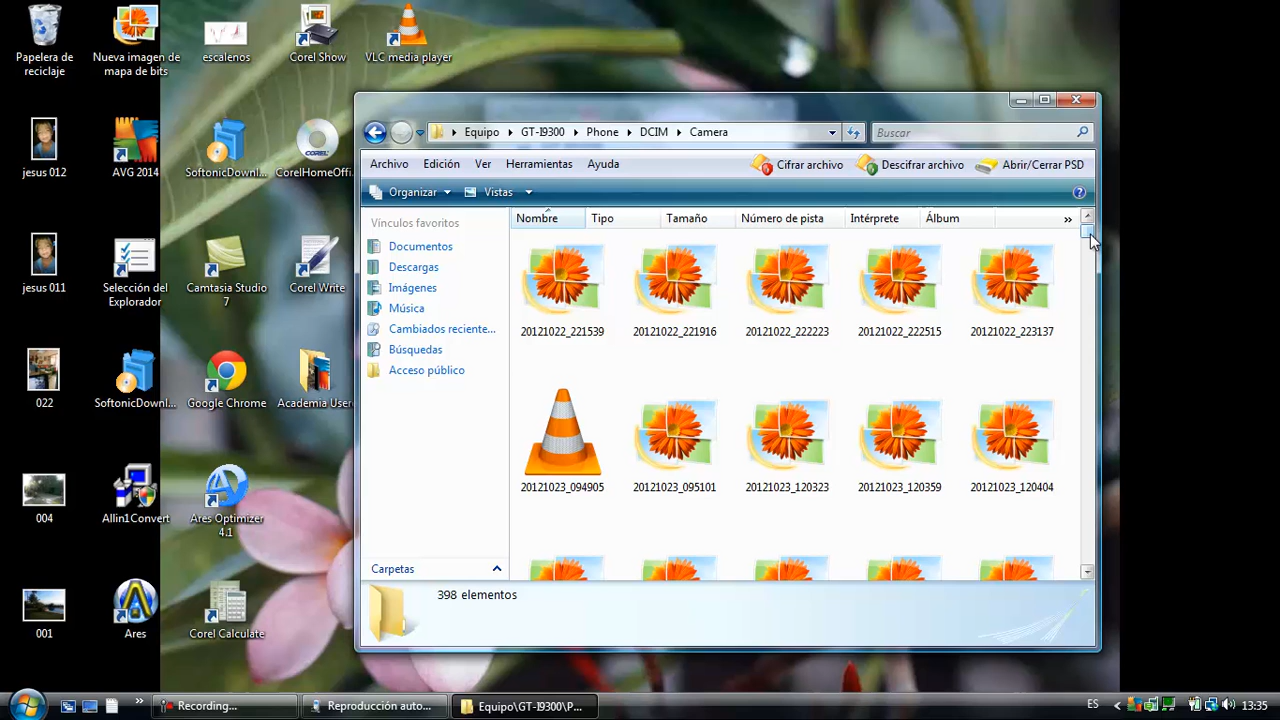 Papelera de
reciclaje
Nueva imagen de
mapa de bits
escalenos
Corel Show
VLC media player
jesus 012
AVG 2014
SoftonicDownl...
CorelHomeOffi...
jesus 011
Selección del
Explorador
Camtasia Studio
7
Corel Write
022
SoftonicDownl...
Google Chrome
Academia User
004
Allin1Convert
Ares Optimizer
4.1
001
Ares
Corel Calculate
Equipo
GT-I9300
Phone
DCIM
Camera
Buscar
Archivo
Edición
Ver
Herramientas
Ayuda
Cifrar archivo
Descifrar archivo
Abrir/Cerrar PSD
Organizar
Vistas
Vínculos favoritos
Documentos
Descargas
Imágenes
Música
Cambiados reciente...
Búsquedas
Acceso público
Carpetas
Nombre
Tipo
Tamaño
Número de pista
Intérprete
Álbum
»
20121022_221539
20121022_221916
20121022_222223
20121022_222515
20121022_223137
20121023_094905
20121023_095101
20121023_120323
20121023_120359
20121023_120404
398 elementos
»
Recording...
Reproducción auto...
Equipo\GT-I9300\P...
ES
13:35